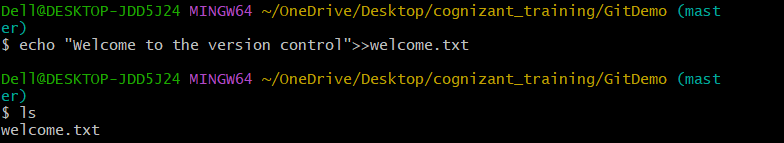 Dell@DESKTOP-JDD5J24 MINGW64 ~/OneDrive/Desktop/cognizant_training/GitDemo (mast
er)
$ echo "Welcome to the version control">>welcome.txt
Dell@DESKTOP-JDD5J24 MINGW64 ~/OneDrive/Desktop/cognizant_training/GitDemo (mast
er)
$ ls
welcome.txt